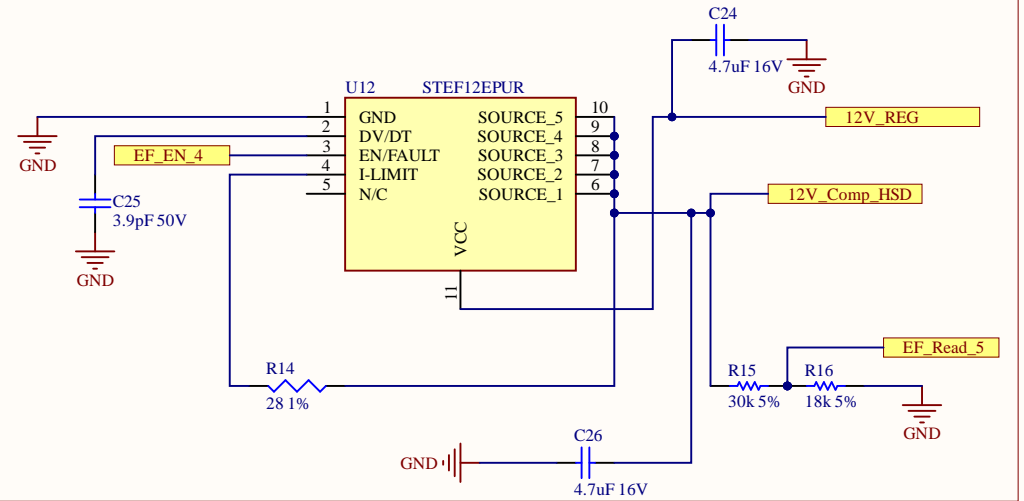 C24
4.7uF 16V
GND
U12 STEF12EPUR
1 GND SOURCE_5 10
2 DV/DT SOURCE_4 9
3 EN/FAULT SOURCE_3 8
4 I-LIMIT SOURCE_2 7
5 N/C SOURCE_1 6
VCC
11
GND
EF_EN_4
12V_REG
12V_Comp_HSD
C25
3.9pF 50V
GND
EF_Read_5
R14
28 1%
R15
30k 5%
R16
18k 5%
GND
C26
GND
4.7uF 16V